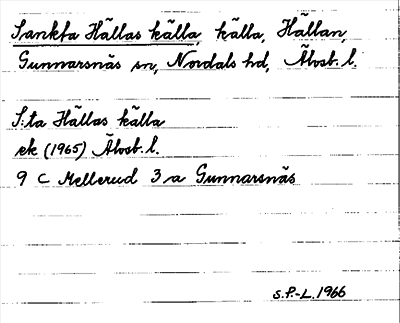 Sankta Hällas källa, källa, Hällan,
Gunnarsnäs sn, Nordals hd, Älvsb. l.
S:ta Hällas källa
ek (1965) Älvsb. l.
9 C Mellerud 3 a Gunnarsnäs
S.P.-L. 1966